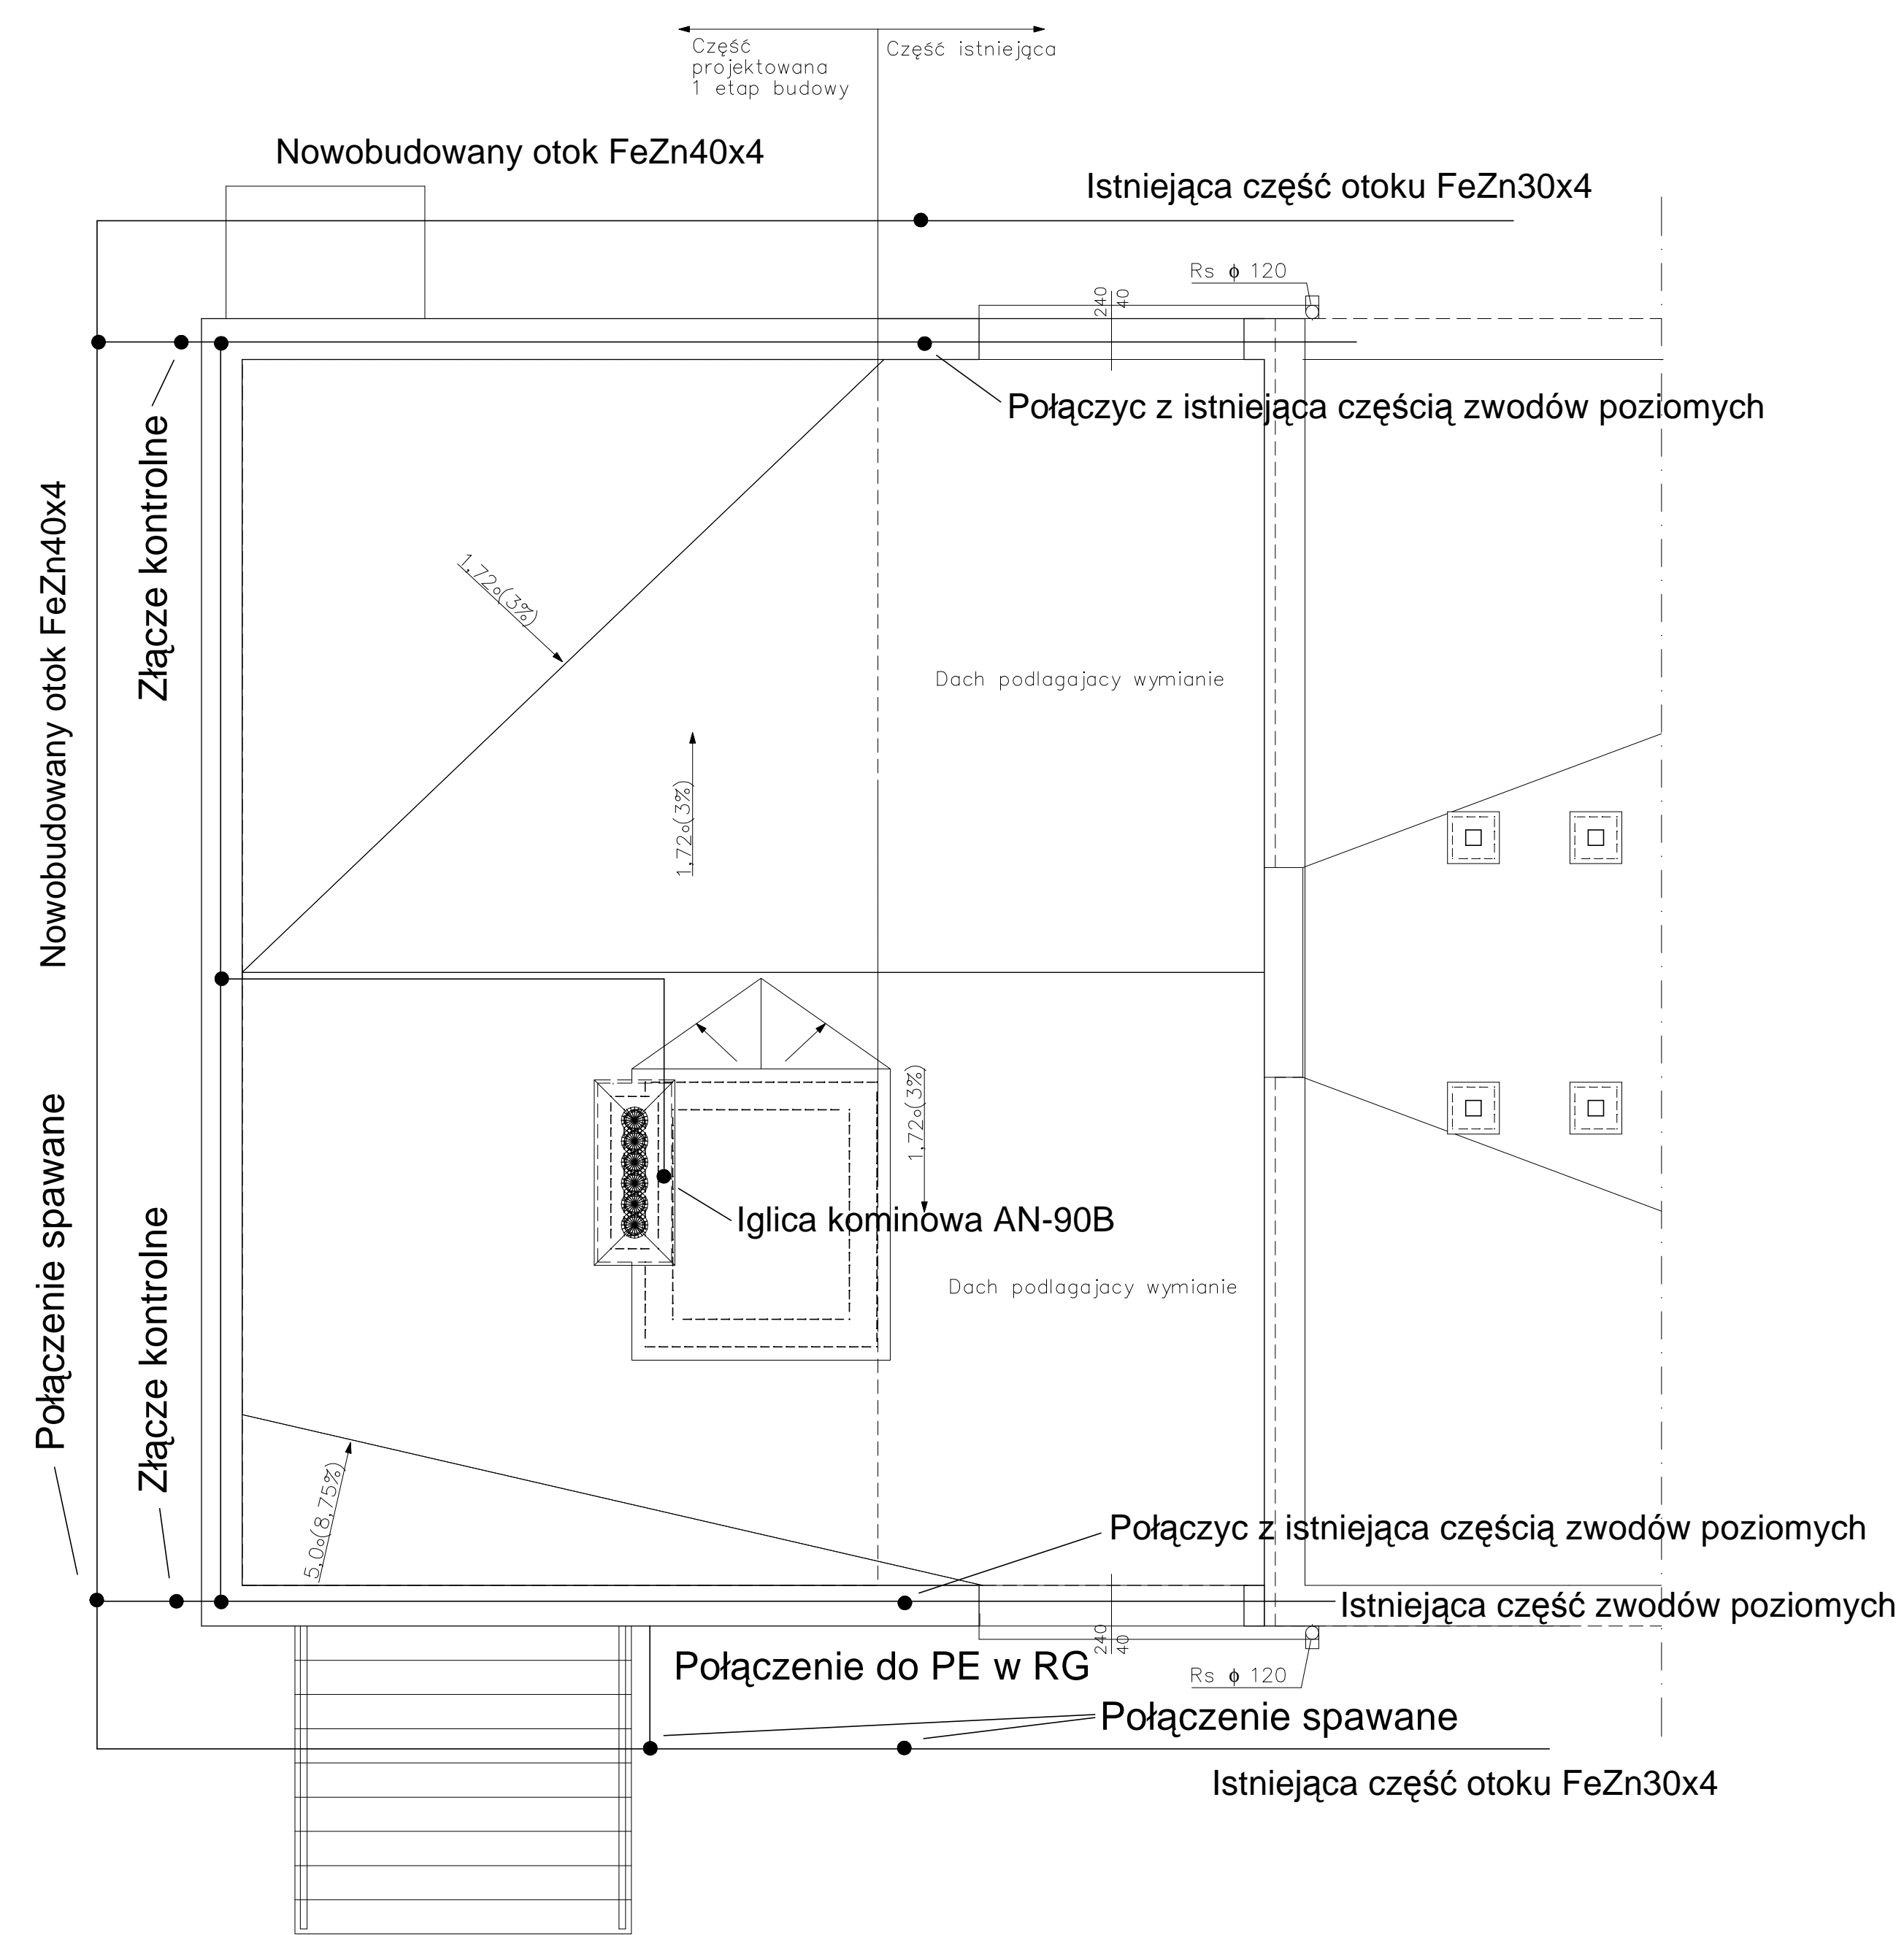 Część
projektowana
1 etap budowy
Część istniejąca
Nowobudowany otok FeZn40x4
Istniejąca część otoku FeZn30x4
Rs ϕ 120
240
40
Połączyc z istniejąca częścią zwodów poziomych
Złącze kontrolne
Nowobudowany otok FeZn40x4
1,72o(3%)
Dach podlagajacy wymianie
1,72o(3%)
1,72o(3%)
Iglica kominowa AN-90B
Dach podlagajacy wymianie
Połączenie spawane
Złącze kontrolne
5,0o(8,75%)
Połączyc z istniejąca częścią zwodów poziomych
Istniejąca część zwodów poziomych
240
40
Połączenie do PE w RG
Rs ϕ 120
Połączenie spawane
Istniejąca część otoku FeZn30x4